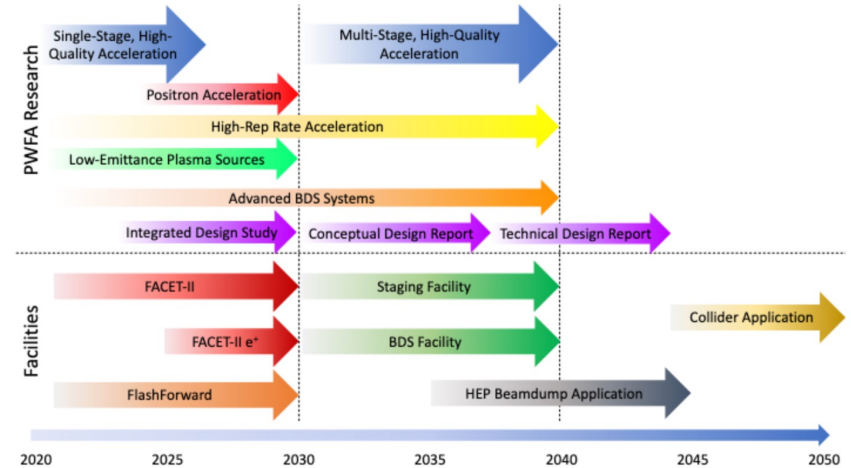 PWFA Research
Single-Stage, High-
Quality Acceleration
Multi-Stage, High-Quality
Acceleration
Positron Acceleration
High-Rep Rate Acceleration
Low-Emittance Plasma Sources
Advanced BDS Systems
Integrated Design Study
Conceptual Design Report
Technical Design Report
Facilities
FACET-II
Staging Facility
Collider Application
FACET-II e⁺
BDS Facility
FlashForward
HEP Beamdump Application
2020
2025
2030
2035
2040
2045
2050